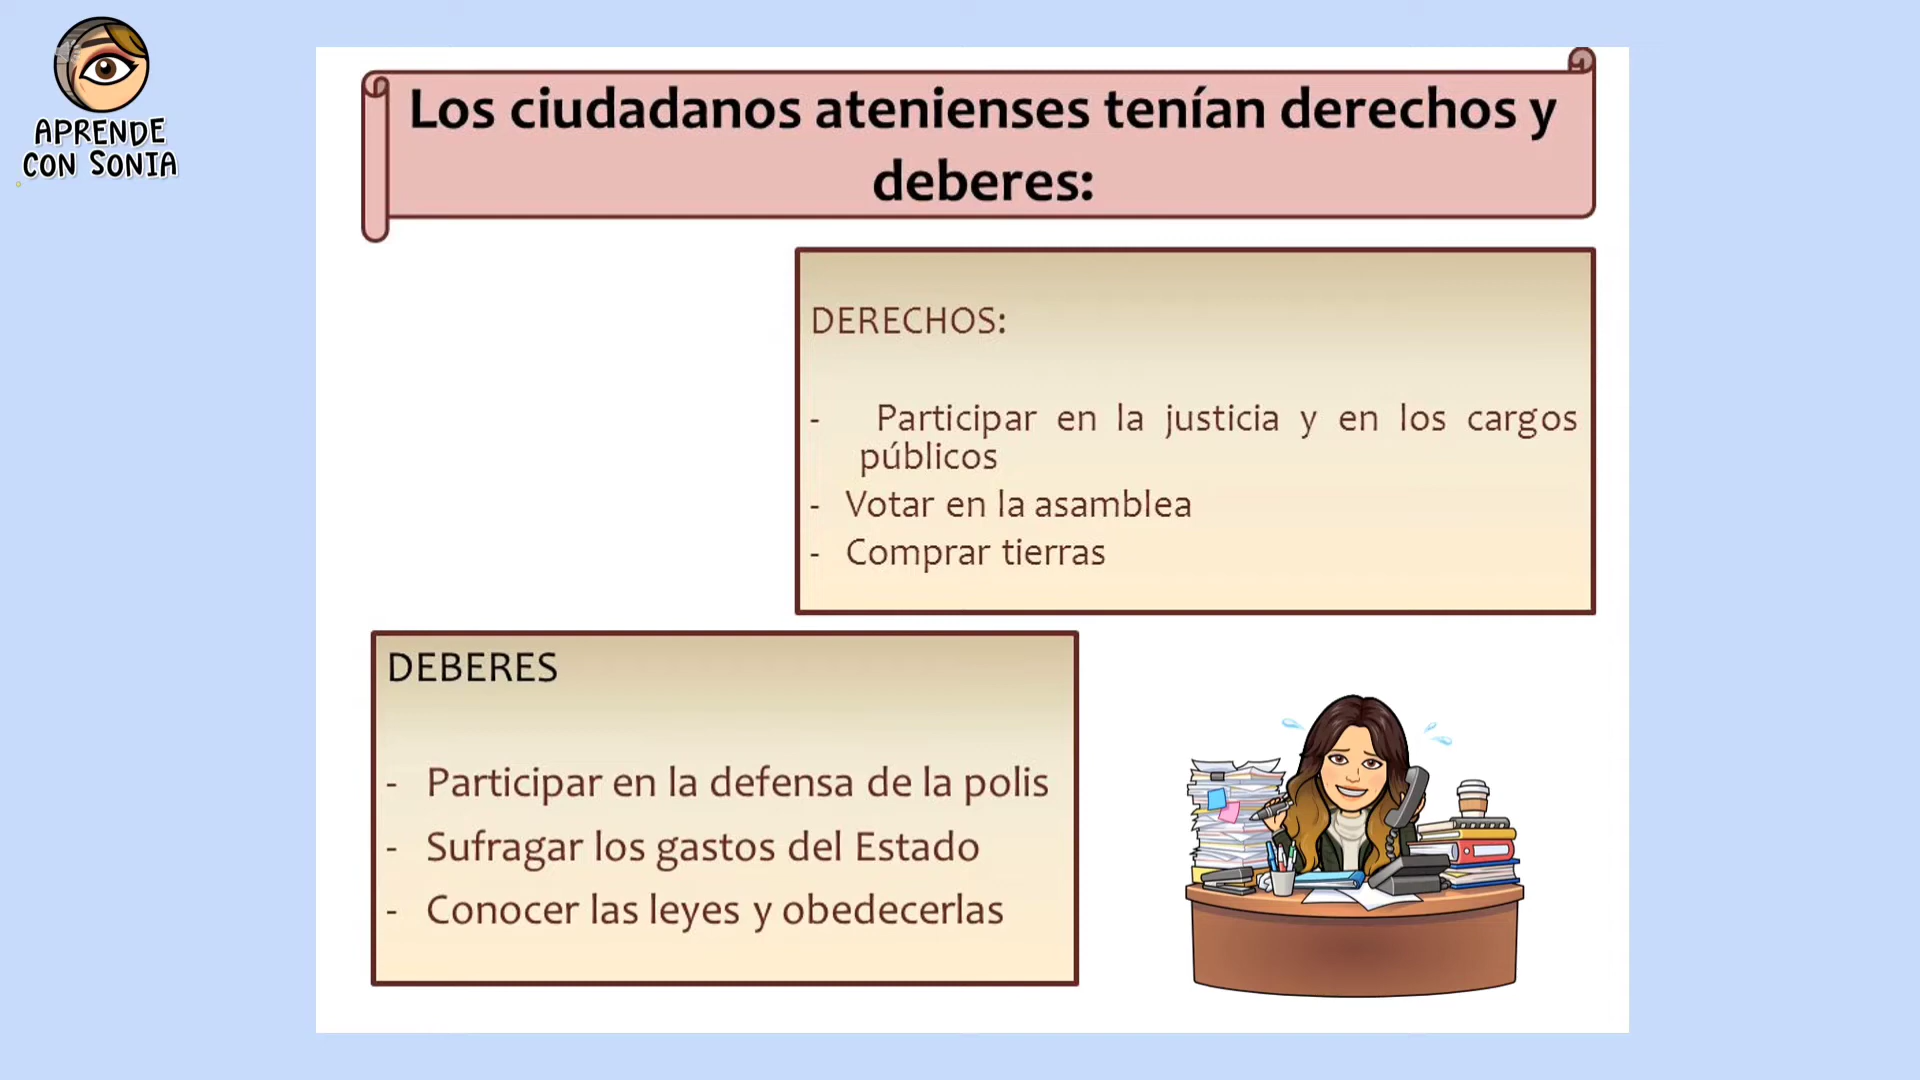 APRENDE
CON SONIA
Los ciudadanos atenienses tenían derechos y
deberes:
DERECHOS:
- Participar en la justicia y en los cargos
públicos
- Votar en la asamblea
- Comprar tierras
DEBERES
- Participar en la defensa de la polis
- Sufragar los gastos del Estado
- Conocer las leyes y obedecerlas